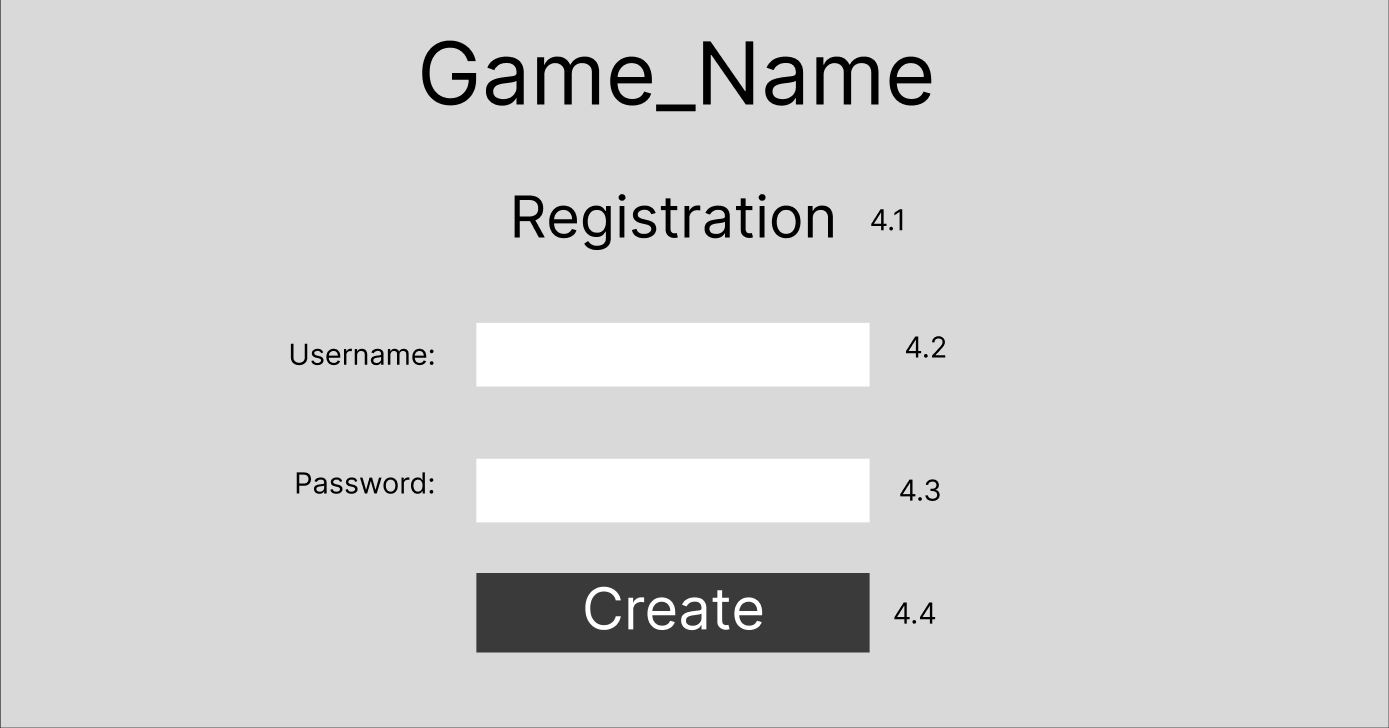 Game_Name
Registration 4.1
Username: 4.2
Password: 4.3
Create 4.4